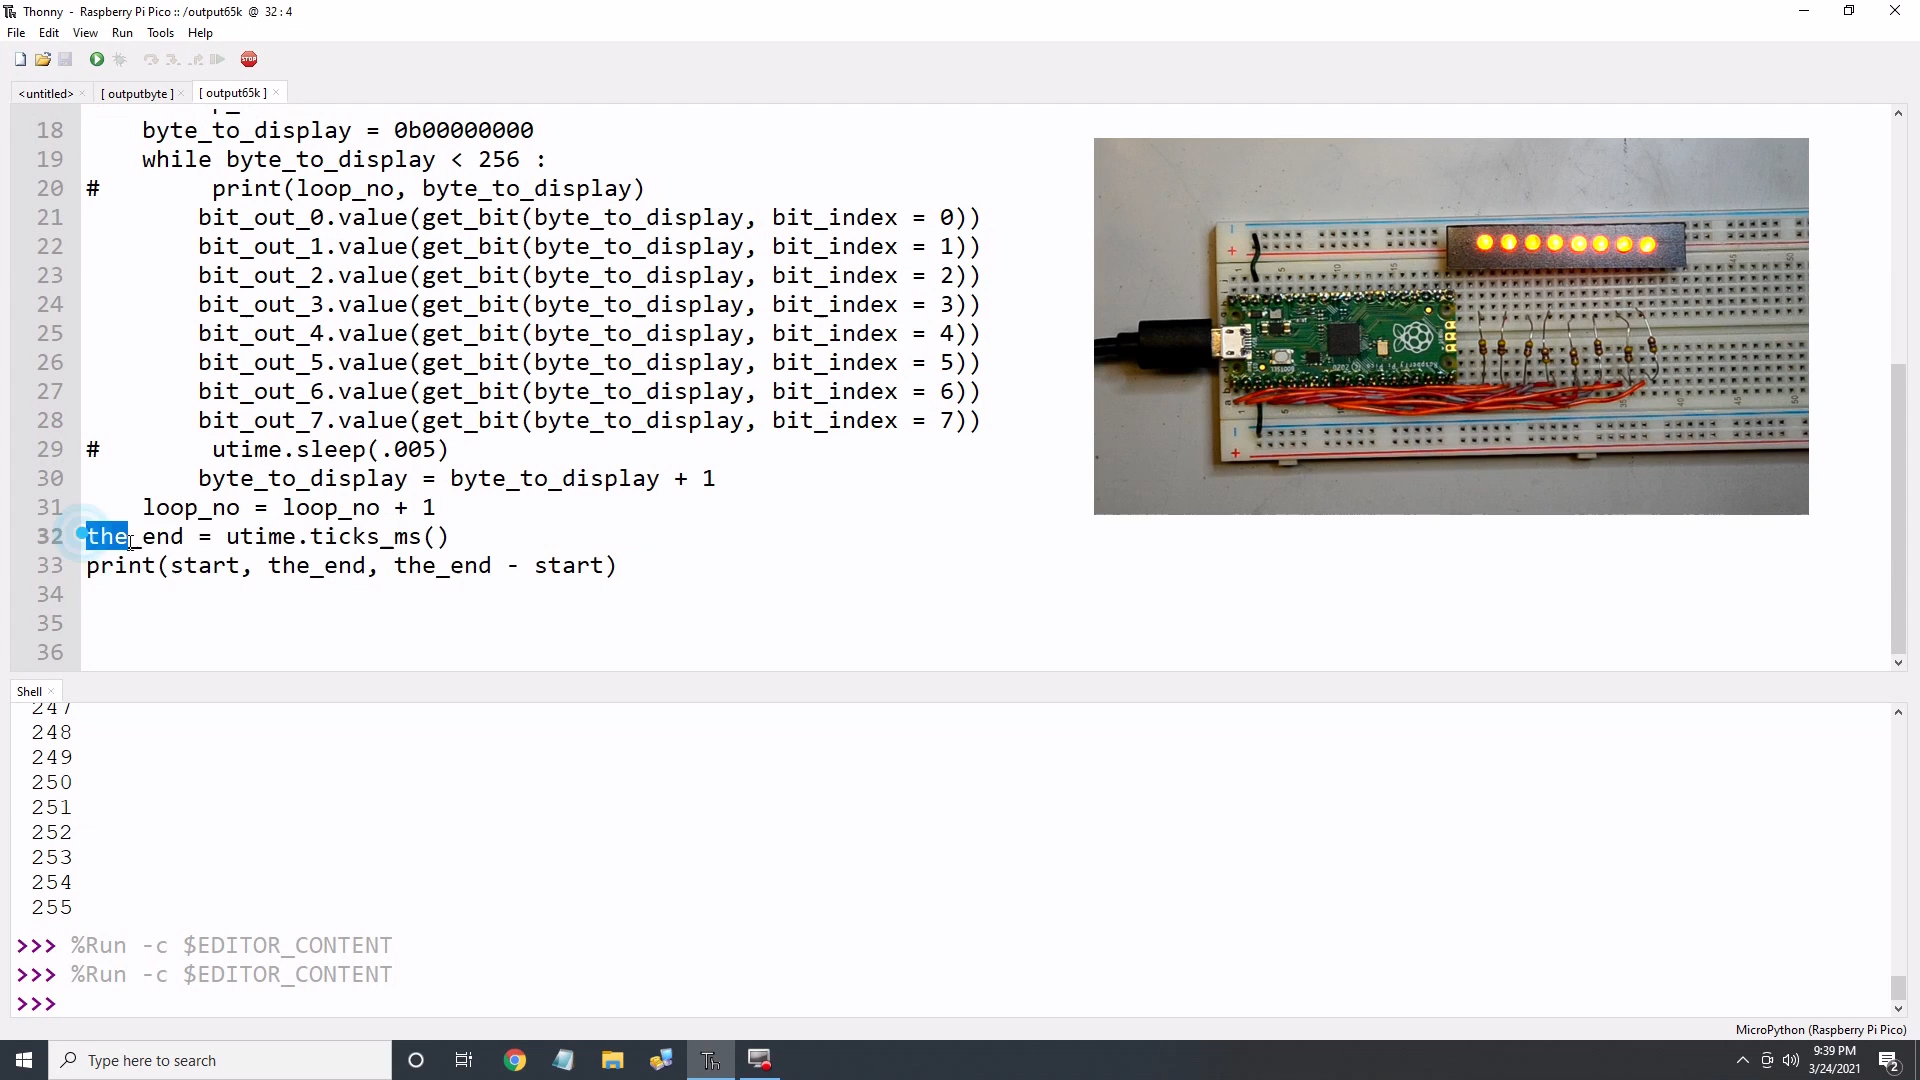 Thonny - Raspberry Pi Pico :: /output65k @ 32 : 4
File Edit View Run Tools Help
STOP
<untitled> × [ outputbyte ] × [ output65k ] ×
18 byte_to_display = 0b00000000
19 while byte_to_display < 256 :
20 # print(loop_no, byte_to_display)
21 bit_out_0.value(get_bit(byte_to_display, bit_index = 0))
22 bit_out_1.value(get_bit(byte_to_display, bit_index = 1))
23 bit_out_2.value(get_bit(byte_to_display, bit_index = 2))
24 bit_out_3.value(get_bit(byte_to_display, bit_index = 3))
25 bit_out_4.value(get_bit(byte_to_display, bit_index = 4))
26 bit_out_5.value(get_bit(byte_to_display, bit_index = 5))
27 bit_out_6.value(get_bit(byte_to_display, bit_index = 6))
28 bit_out_7.value(get_bit(byte_to_display, bit_index = 7))
29 # utime.sleep(.005)
30 byte_to_display = byte_to_display + 1
31 loop_no = loop_no + 1
32 the_end = utime.ticks_ms()
33 print(start, the_end, the_end - start)
34
35
36
Shell ×
247
248
249
250
251
252
253
254
255
>>> %Run -c $EDITOR_CONTENT
>>> %Run -c $EDITOR_CONTENT
>>>
MicroPython (Raspberry Pi Pico)
Type here to search
9:39 PM
3/24/2021
2